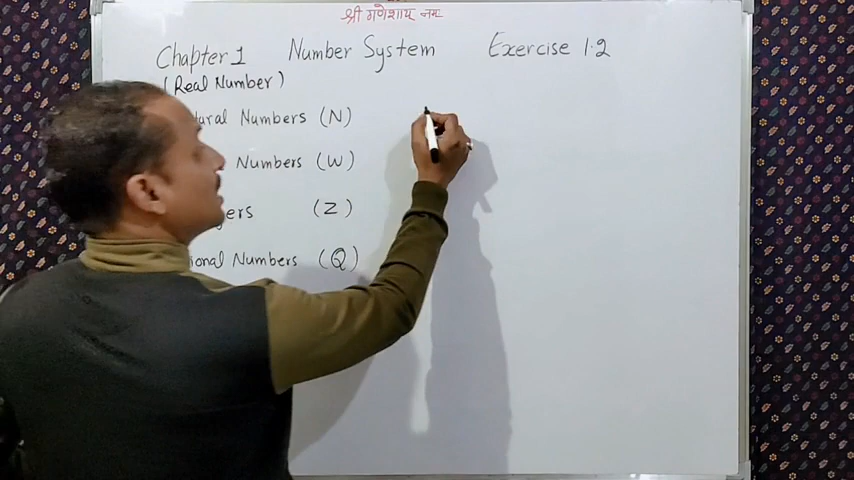 श्री गणेशाय नमः
Chapter 1 Number System Exercise 1.2
(Real Number)
Numbers (N)
Numbers (W)
(Z)
Numbers (Q)